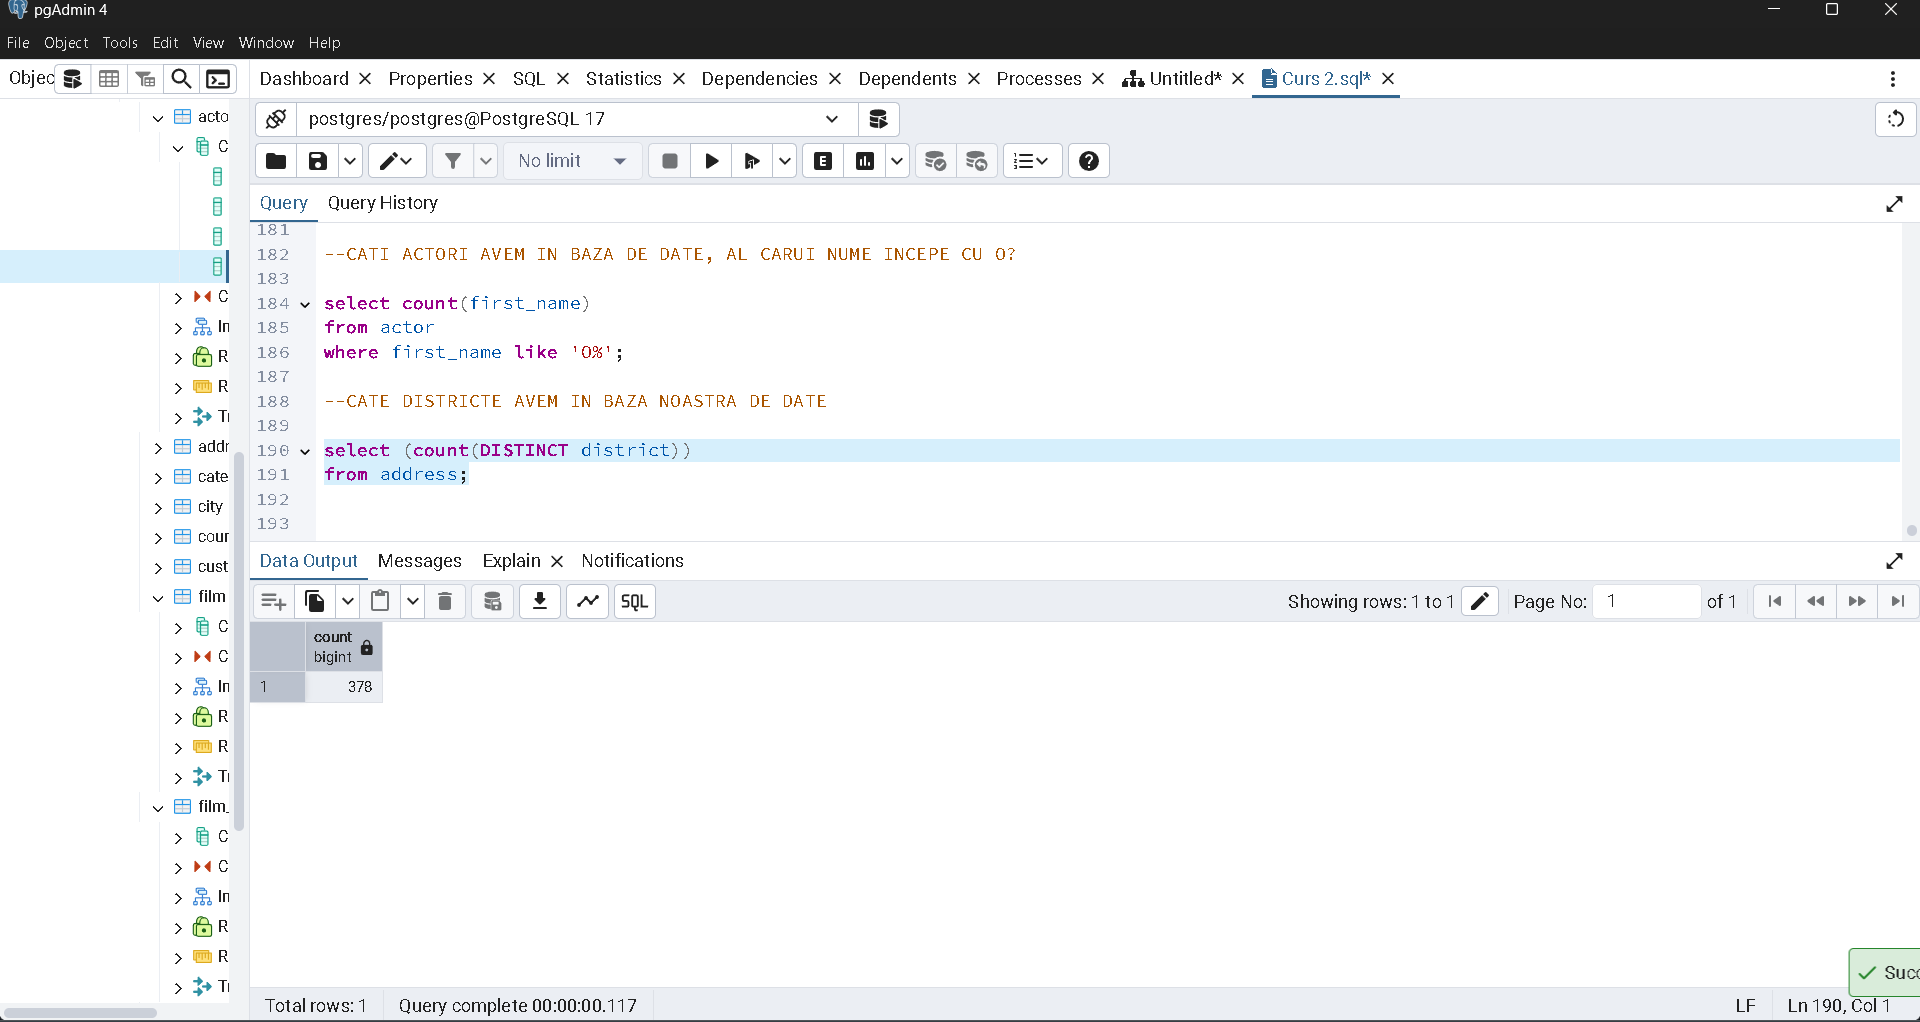 pgAdmin 4
File Object Tools Edit View Window Help
Objec
Dashboard Properties SQL Statistics Dependencies Dependents Processes Untitled* Curs 2.sql*
postgres/postgres@PostgreSQL 17
No limit
E
Query Query History
181
182 --CATI ACTORI AVEM IN BAZA DE DATE, AL CARUI NUME INCEPE CU O?
183
184 select count(first_name)
185 from actor
186 where first_name like 'O%';
187
188 --CATE DISTRICTE AVEM IN BAZA NOASTRA DE DATE
189
190 select (count(DISTINCT district))
191 from address;
192
193
acto
C
C
In
R
R
Tr
addr
cate
city
cour
cust
film
C
C
In
R
R
Tr
film_
C
C
In
R
R
Tr
Data Output Messages Explain Notifications
SQL
Showing rows: 1 to 1 Page No: 1 of 1
count
bigint
1 378
Succ
Total rows: 1 Query complete 00:00:00.117 LF Ln 190, Col 1